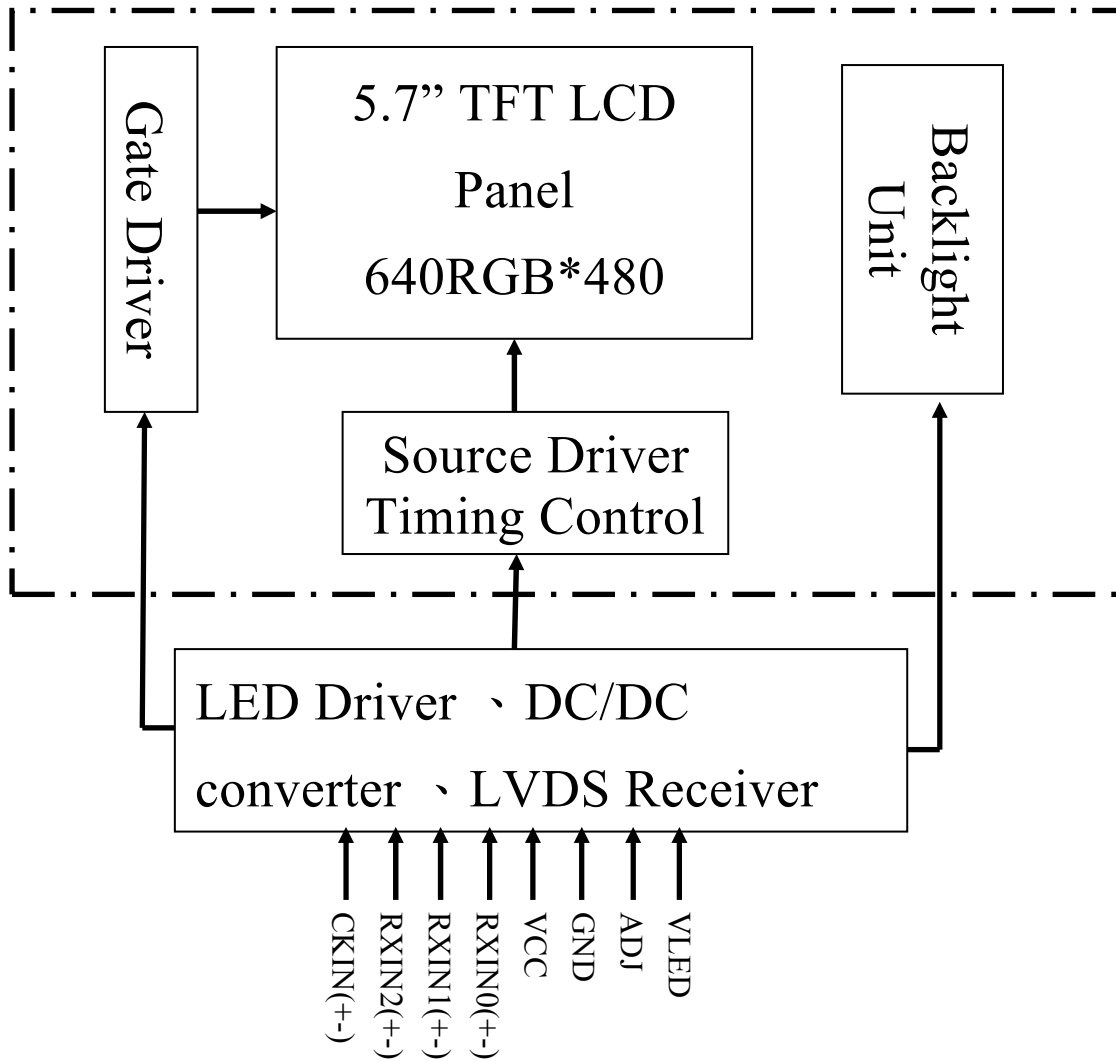 Gate Driver
5.7” TFT LCD
Panel
640RGB*480
Backlight
Unit
Source Driver
Timing Control
LED Driver 、DC/DC
converter 、LVDS Receiver
CKIN(+-)
RXIN2(+-)
RXIN1(+-)
RXIN0(+-)
VCC
GND
ADJ
VLED